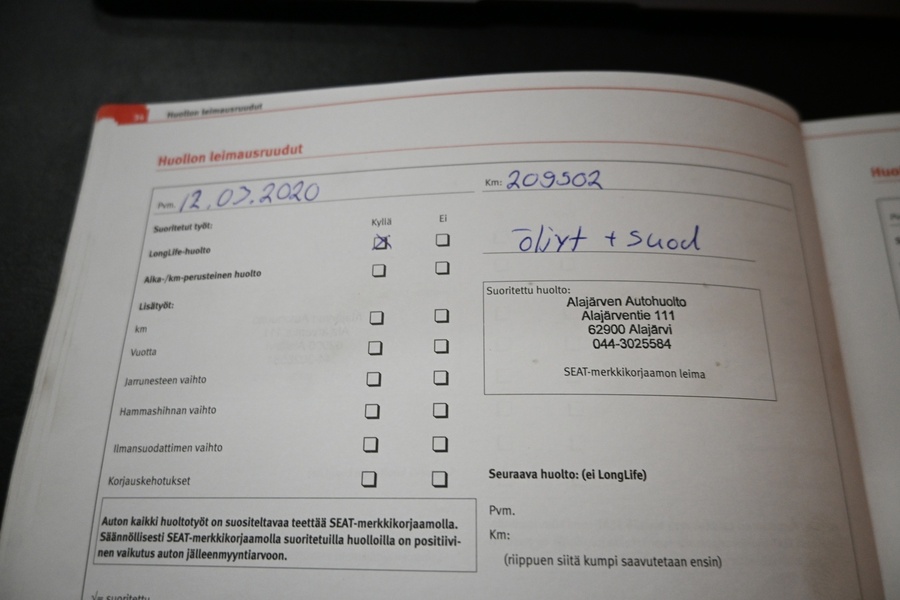 94 Huollon leimausruudut
Huollon leimausruudut
Pvm. 12.03.2020
Km: 209502
Suoritetut työt:
Kyllä
Ei
LongLife-huolto
Aika-/km-perusteinen huolto
Lisätyöt:
km
Vuotta
Jarrunesteen vaihto
Hammashihnan vaihto
Ilmansuodattimen vaihto
Korjauskehotukset
Auton kaikki huoltotyöt on suositeltavaa teettää SEAT-merkkikorjaamolla.
Säännöllisesti SEAT-merkkikorjaamolla suoritetuilla huolloilla on positiivi-
nen vaikutus auton jälleenmyyntiarvoon.
√= suoritettu
öljyt + suod
Suoritettu huolto:
Alajärven Autohuolto
Alajärventie 111
62900 Alajärvi
044-3025584
SEAT-merkkikorjaamon leima
Seuraava huolto: (ei LongLife)
Pvm.
Km:
(riippuen siitä kumpi saavutetaan ensin)